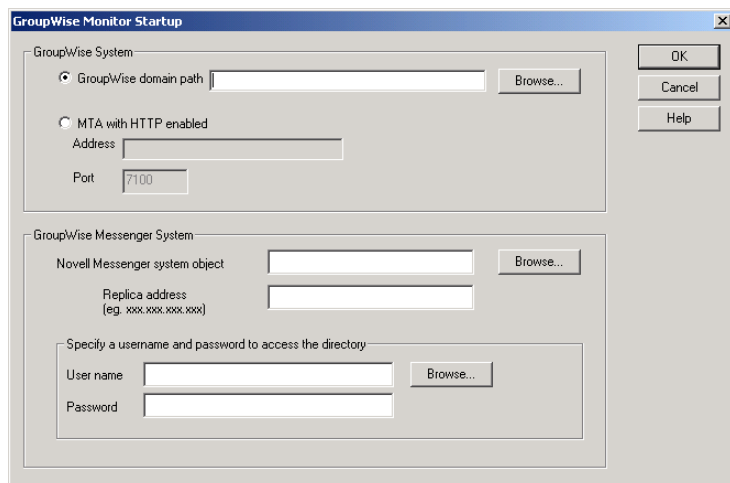 GroupWise Monitor Startup
GroupWise System
GroupWise domain path
Browse...
OK
Cancel
Help
MTA with HTTP enabled
Address
Port
7100
GroupWise Messenger System
Novell Messenger system object
Browse...
Replica address
(eg. xxx.xxx.xxx.xxx)
Specify a username and password to access the directory
User name
Browse...
Password